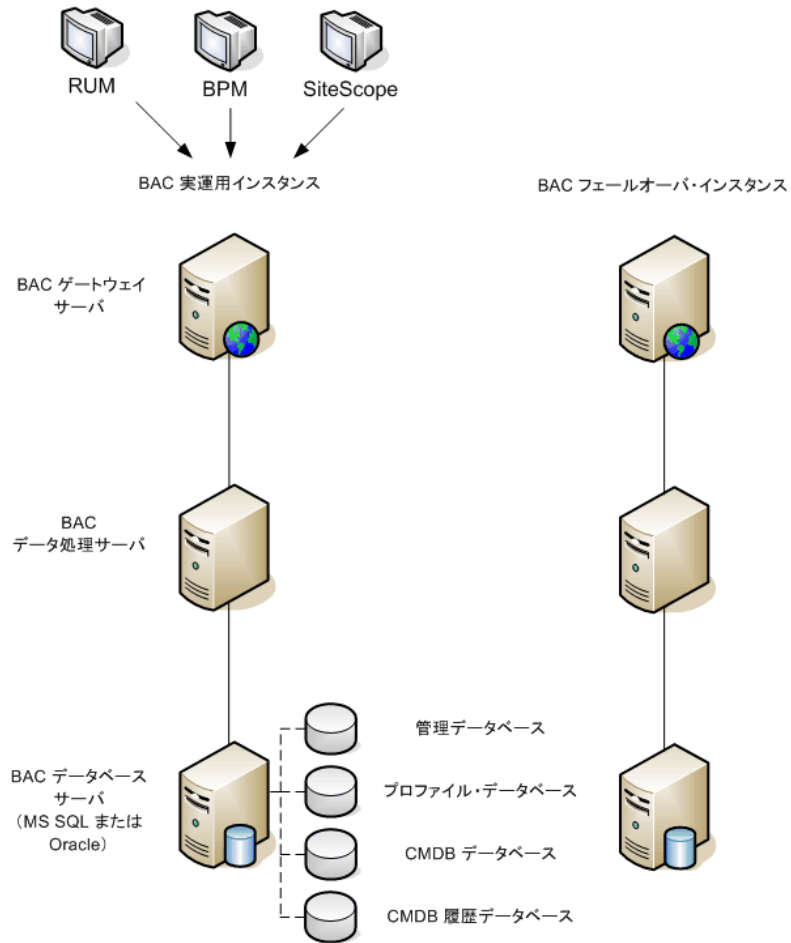 RUM
BPM
SiteScope
BAC 実運用インスタンス
BAC フェールオーバ・インスタンス
BAC ゲートウェイ
サーバ
BAC
データ処理サーバ
BAC データベース
サーバ
(MS SQL または
Oracle)
管理データベース
プロファイル・データベース
CMDB データベース
CMDB 履歴データベース